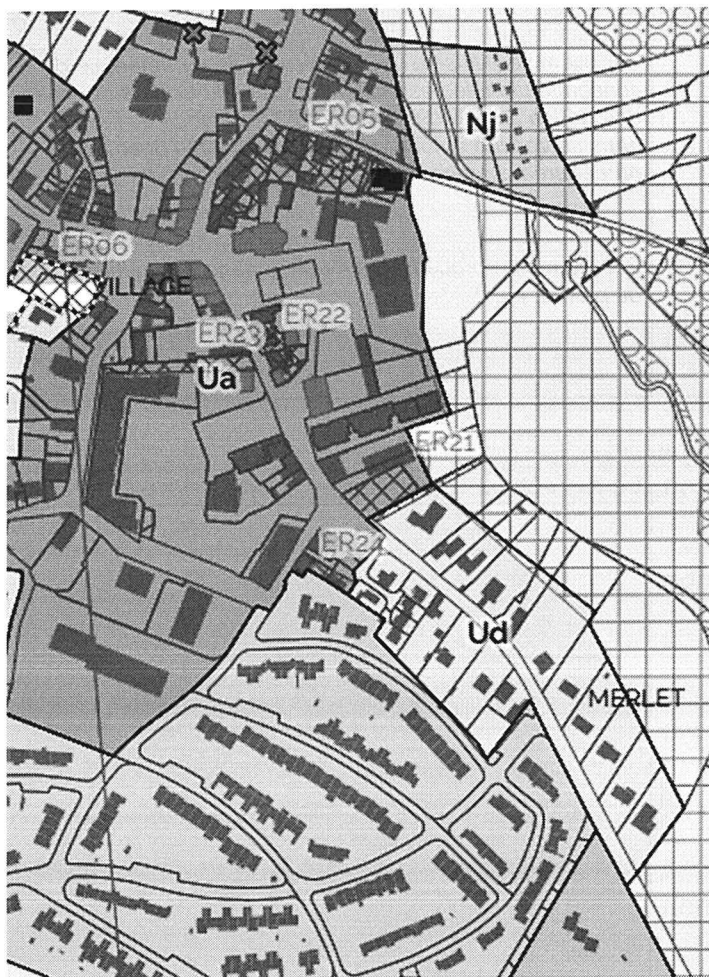 ER05
Nj
ER06
VILLAGE
ER23
ER22
Ua
ER21
ER24
Ud
MERLET